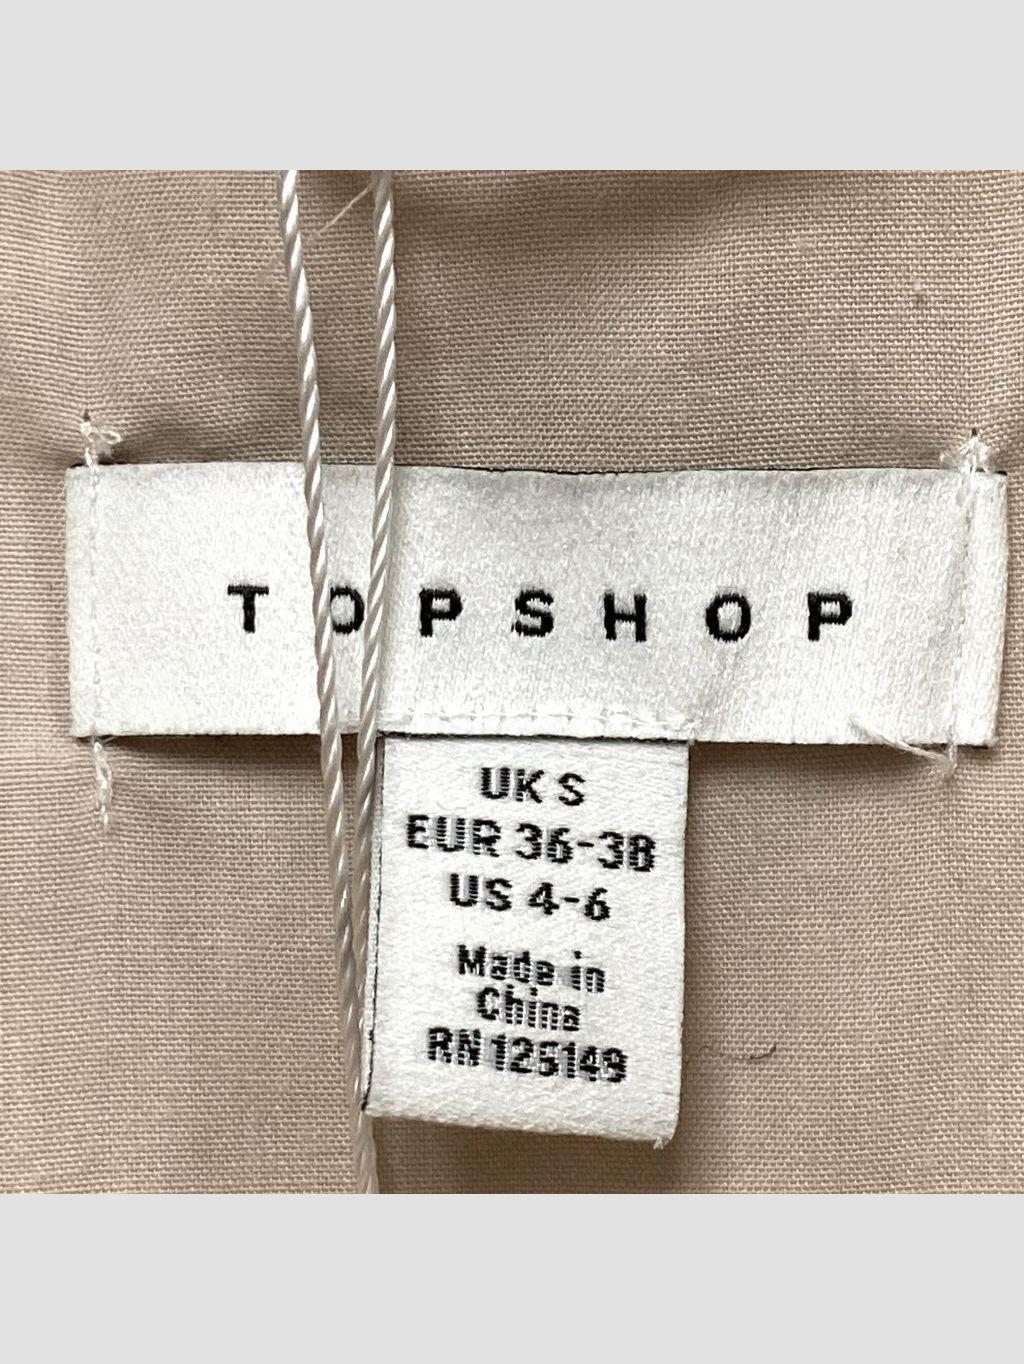 TOPSHOP
UK S
EUR 36-38
US 4-6
Made in
China
RN 125149